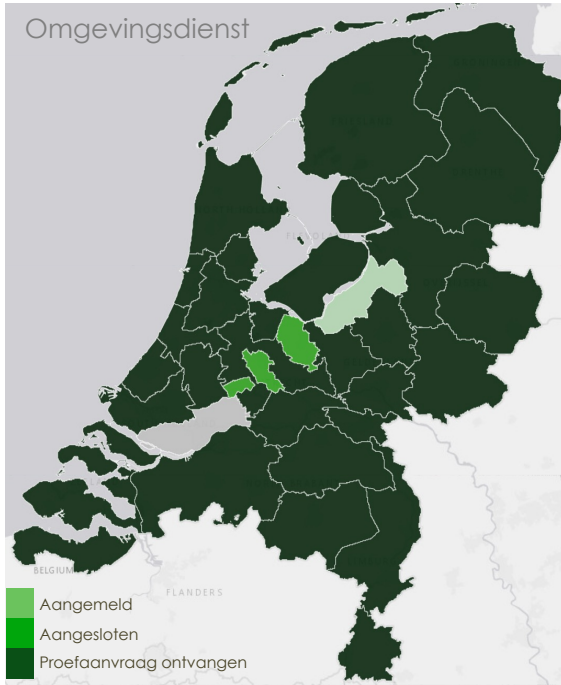 Omgevingsdienst
BELGIUM
FLANDERS
Aangemeld
Aangesloten
Proefaanvraag ontvangen